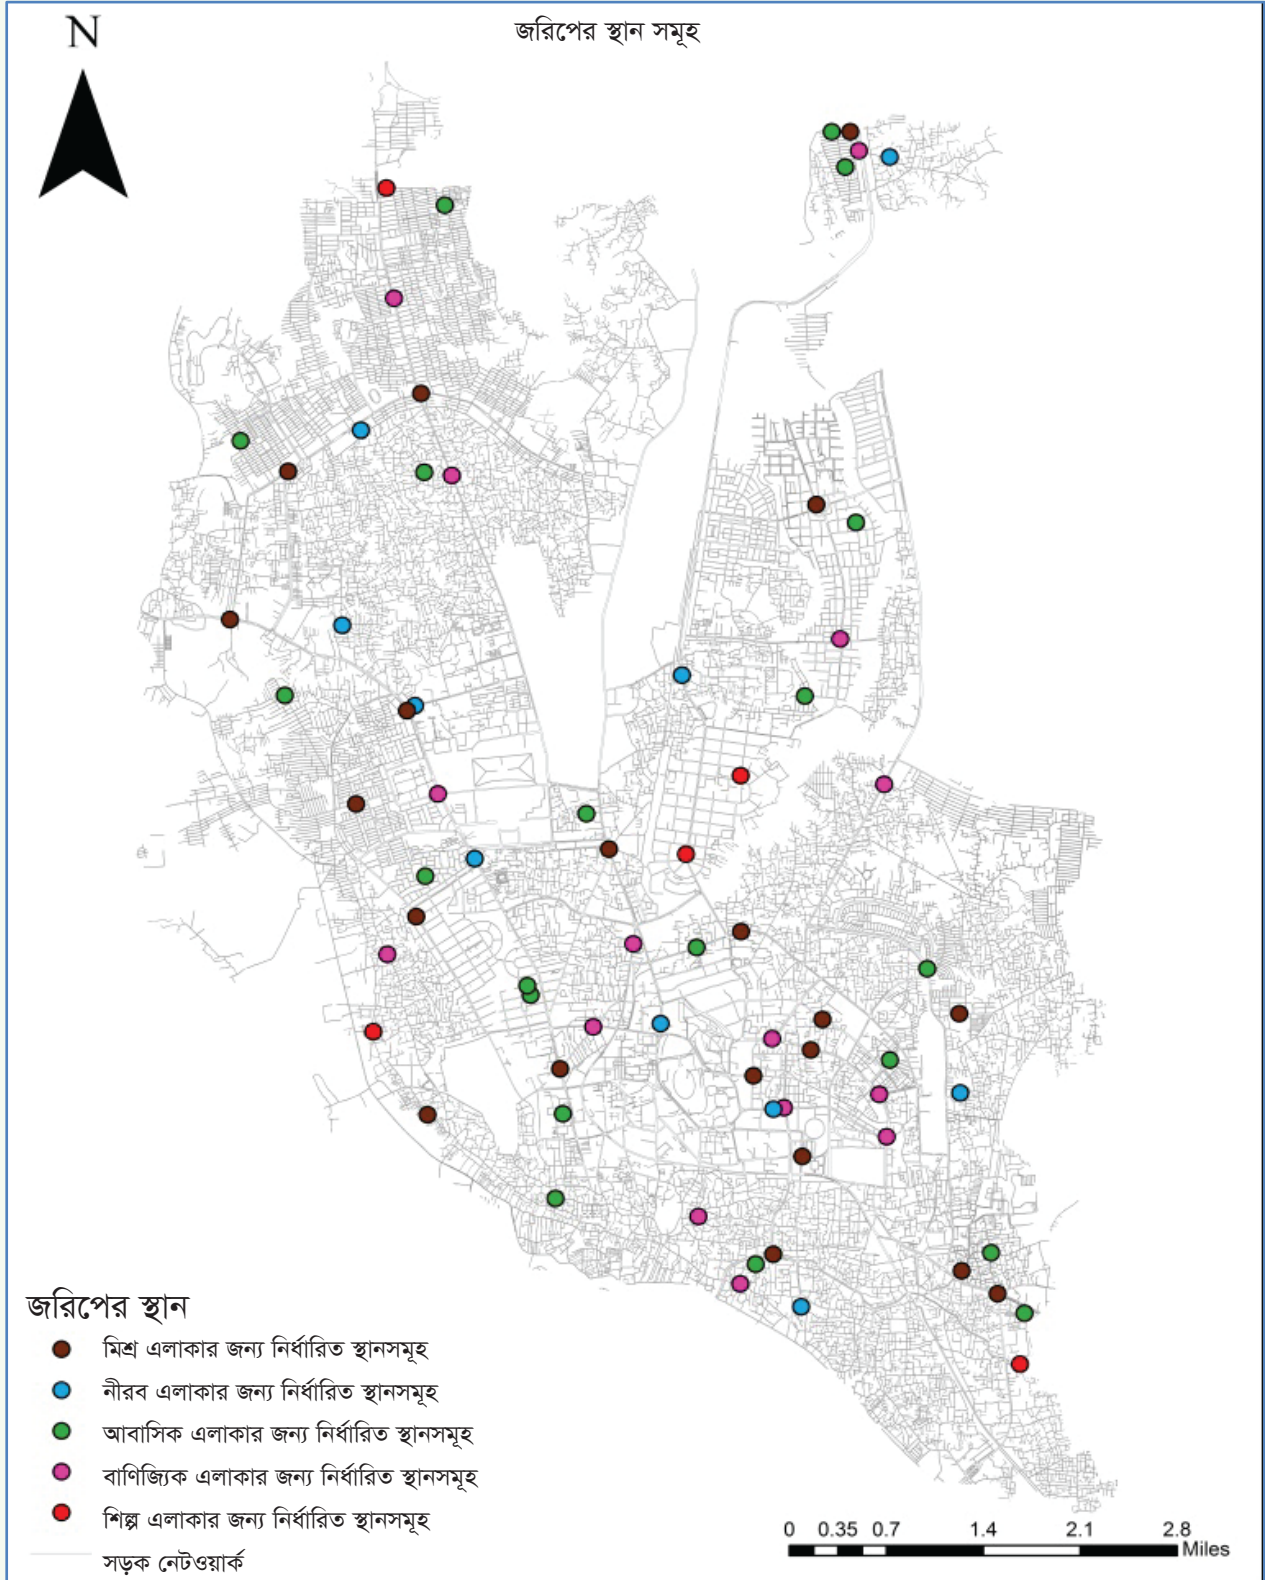 জরিপের স্থান সমূহ
N
জরিপের স্থান
মিশ্র এলাকার জন্য নির্ধারিত স্থানসমূহ
নীরব এলাকার জন্য নির্ধারিত স্থানসমূহ
আবাসিক এলাকার জন্য নির্ধারিত স্থানসমূহ
বাণিজ্যিক এলাকার জন্য নির্ধারিত স্থানসমূহ
শিল্প এলাকার জন্য নির্ধারিত স্থানসমূহ
সড়ক নেটওয়ার্ক
0 0.35 0.7 1.4 2.1 2.8
Miles